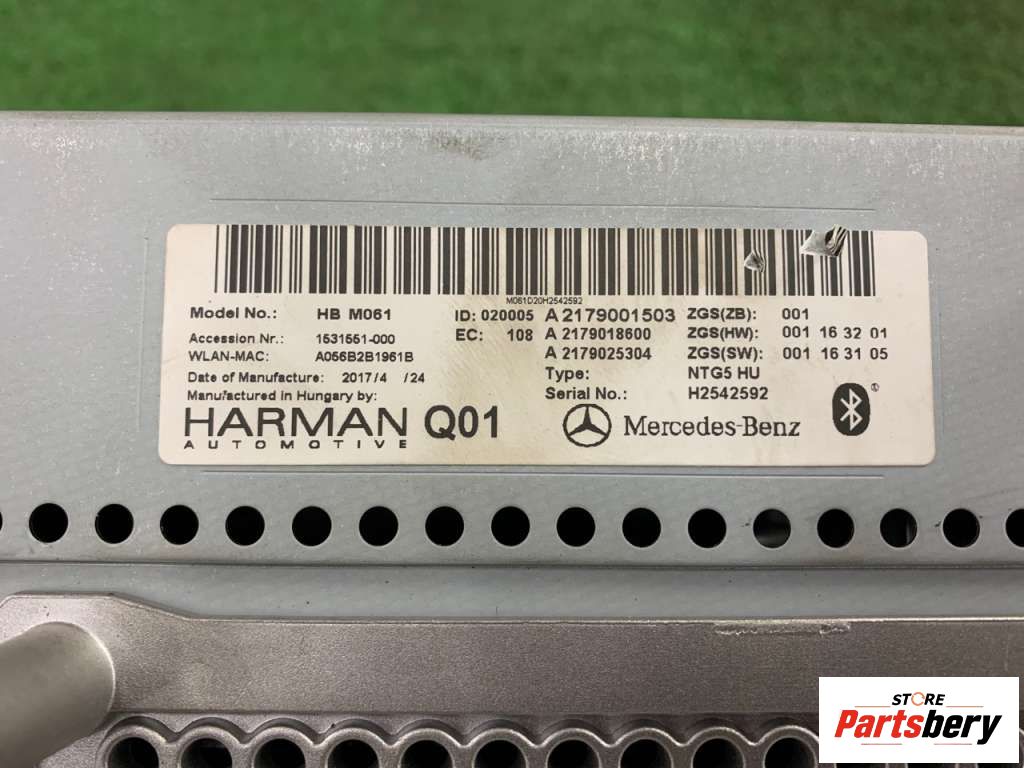 M061D20H2542592
Model No.: HB M061 ID: 020005 A 2179001503 ZGS(ZB): 001
Accession Nr.: 1531551-000 EC: 108 A 2179018600 ZGS(HW): 001 16 32 01
WLAN-MAC: A056B2B1961B A 2179025304 ZGS(SW): 001 16 31 05
Date of Manufacture: 2017/4 /24 Type: NTG5 HU
Manufactured in Hungary by: Serial No.: H2542592
HARMAN Q01 Mercedes-Benz
AUTOMOTIVE
STORE
Partsbery